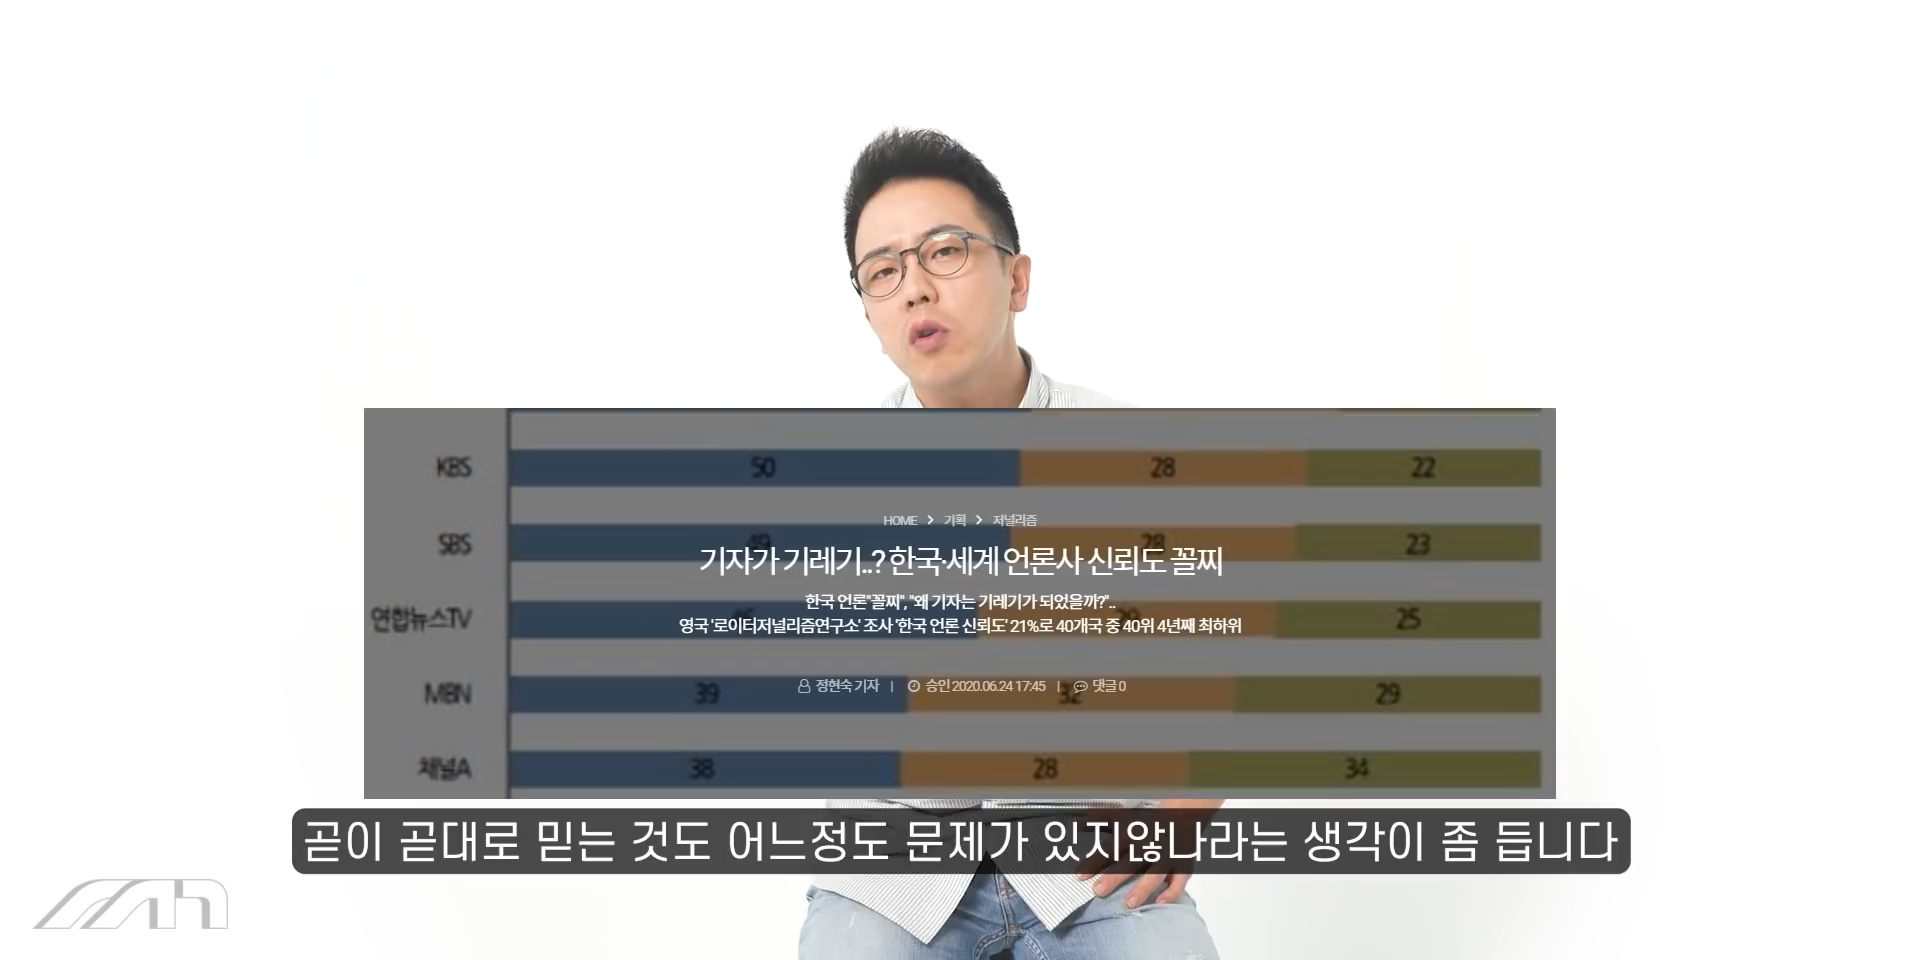 KBS 50 28 22
HOME > 기획 > 저널리즘
SBS 49 28 23
기자가 기레기..? 한국·세계 언론사 신뢰도 꼴찌
한국 언론"꼴찌", "왜 기자는 기레기가 되었을까?"..
연합뉴스TV 25
영국 '로이터저널리즘연구소' 조사 '한국 언론 신뢰도' 21%로 40개국 중 40위 4년째 최하위
정현숙 기자 | 승인 2020.06.24 17:45 | 댓글 0
MBN 39 32 29
채널A 38 28 34
곧이 곧대로 믿는 것도 어느정도 문제가 있지않나라는 생각이 좀 듭니다